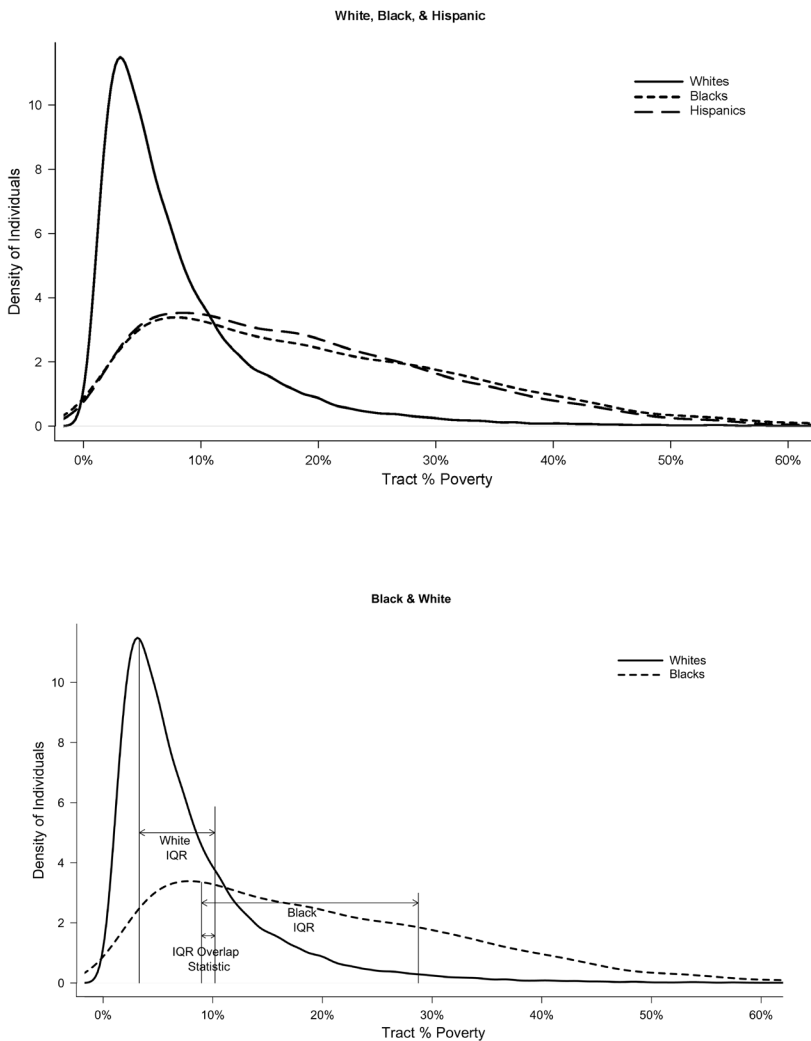 White, Black, & Hispanic
Whites
Blacks
Hispanics
Density of Individuals
10
8
6
4
2
0
0% 10% 20% 30% 40% 50% 60%
Tract % Poverty
Black & White
Whites
Blacks
Density of Individuals
10
8
6
4
2
0
White
IQR
Black
IQR
IQR Overlap
Statistic
0% 10% 20% 30% 40% 50% 60%
Tract % Poverty